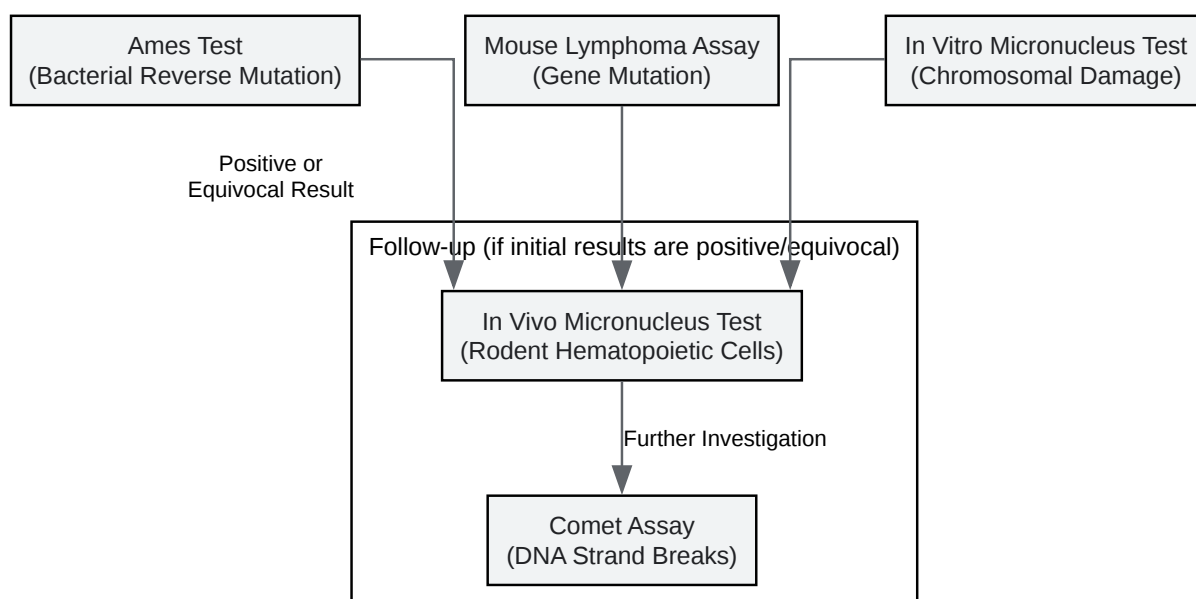 Ames Test
(Bacterial Reverse Mutation)
Mouse Lymphoma Assay
(Gene Mutation)
In Vitro Micronucleus Test
(Chromosomal Damage)
Positive or
Equivocal Result
Follow-up (if initial results are positive/equivocal)
In Vivo Micronucleus Test
(Rodent Hematopoietic Cells)
Further Investigation
Comet Assay
(DNA Strand Breaks)